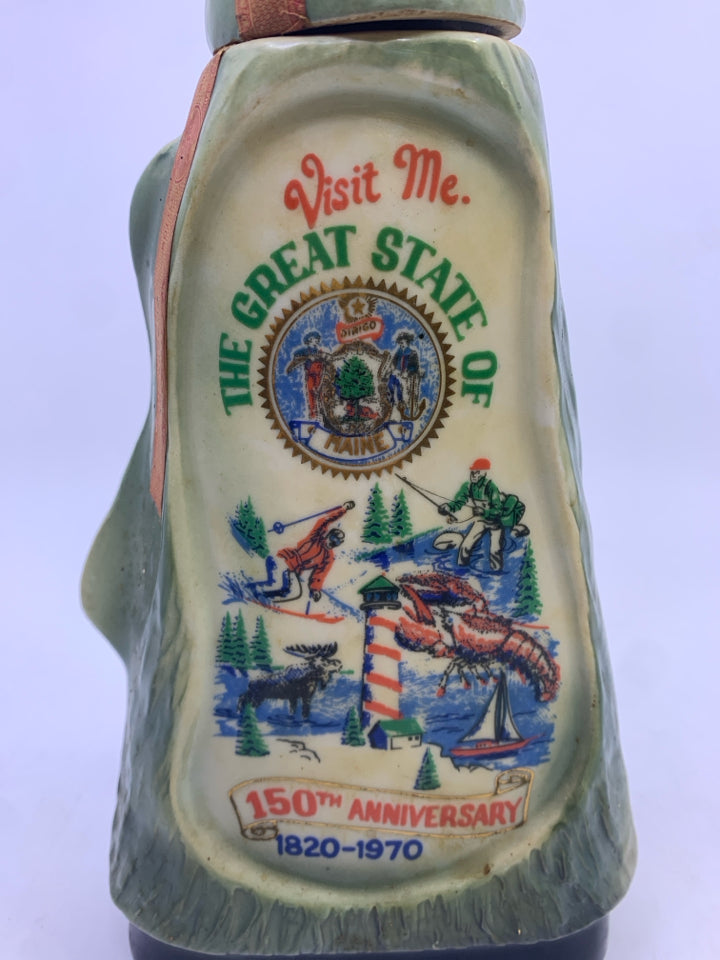 Visit Me.
THE GREAT STATE OF
DIRIGO
MAINE
150TH ANNIVERSARY
1820-1970